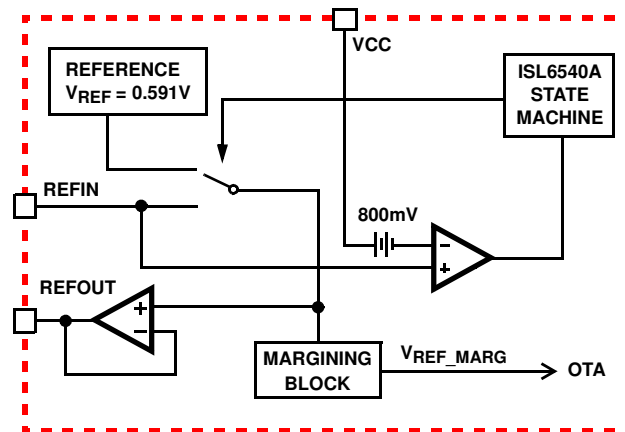 VCC
REFERENCE
VREF = 0.591V
ISL6540A
STATE
MACHINE
REFIN
800mV
–
+
REFOUT
+
–
MARGINING
BLOCK
VREF_MARG
OTA